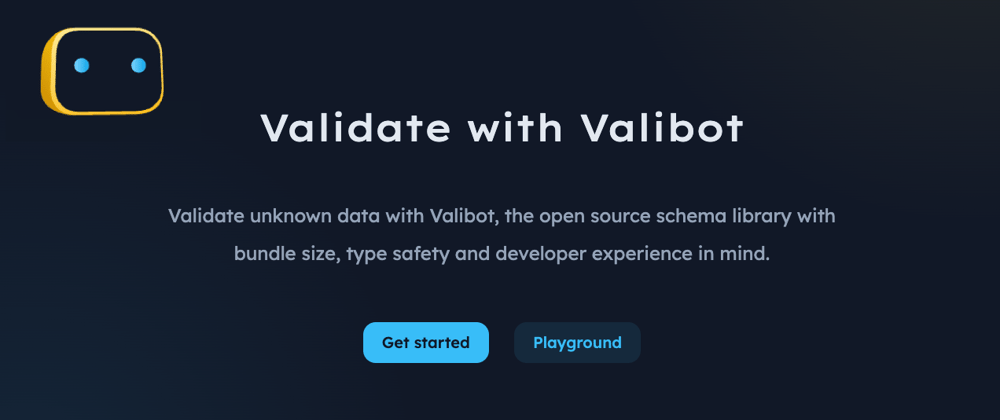 Validate with Valibot
Validate unknown data with Valibot, the open source schema library with
bundle size, type safety and developer experience in mind.
Get started
Playground